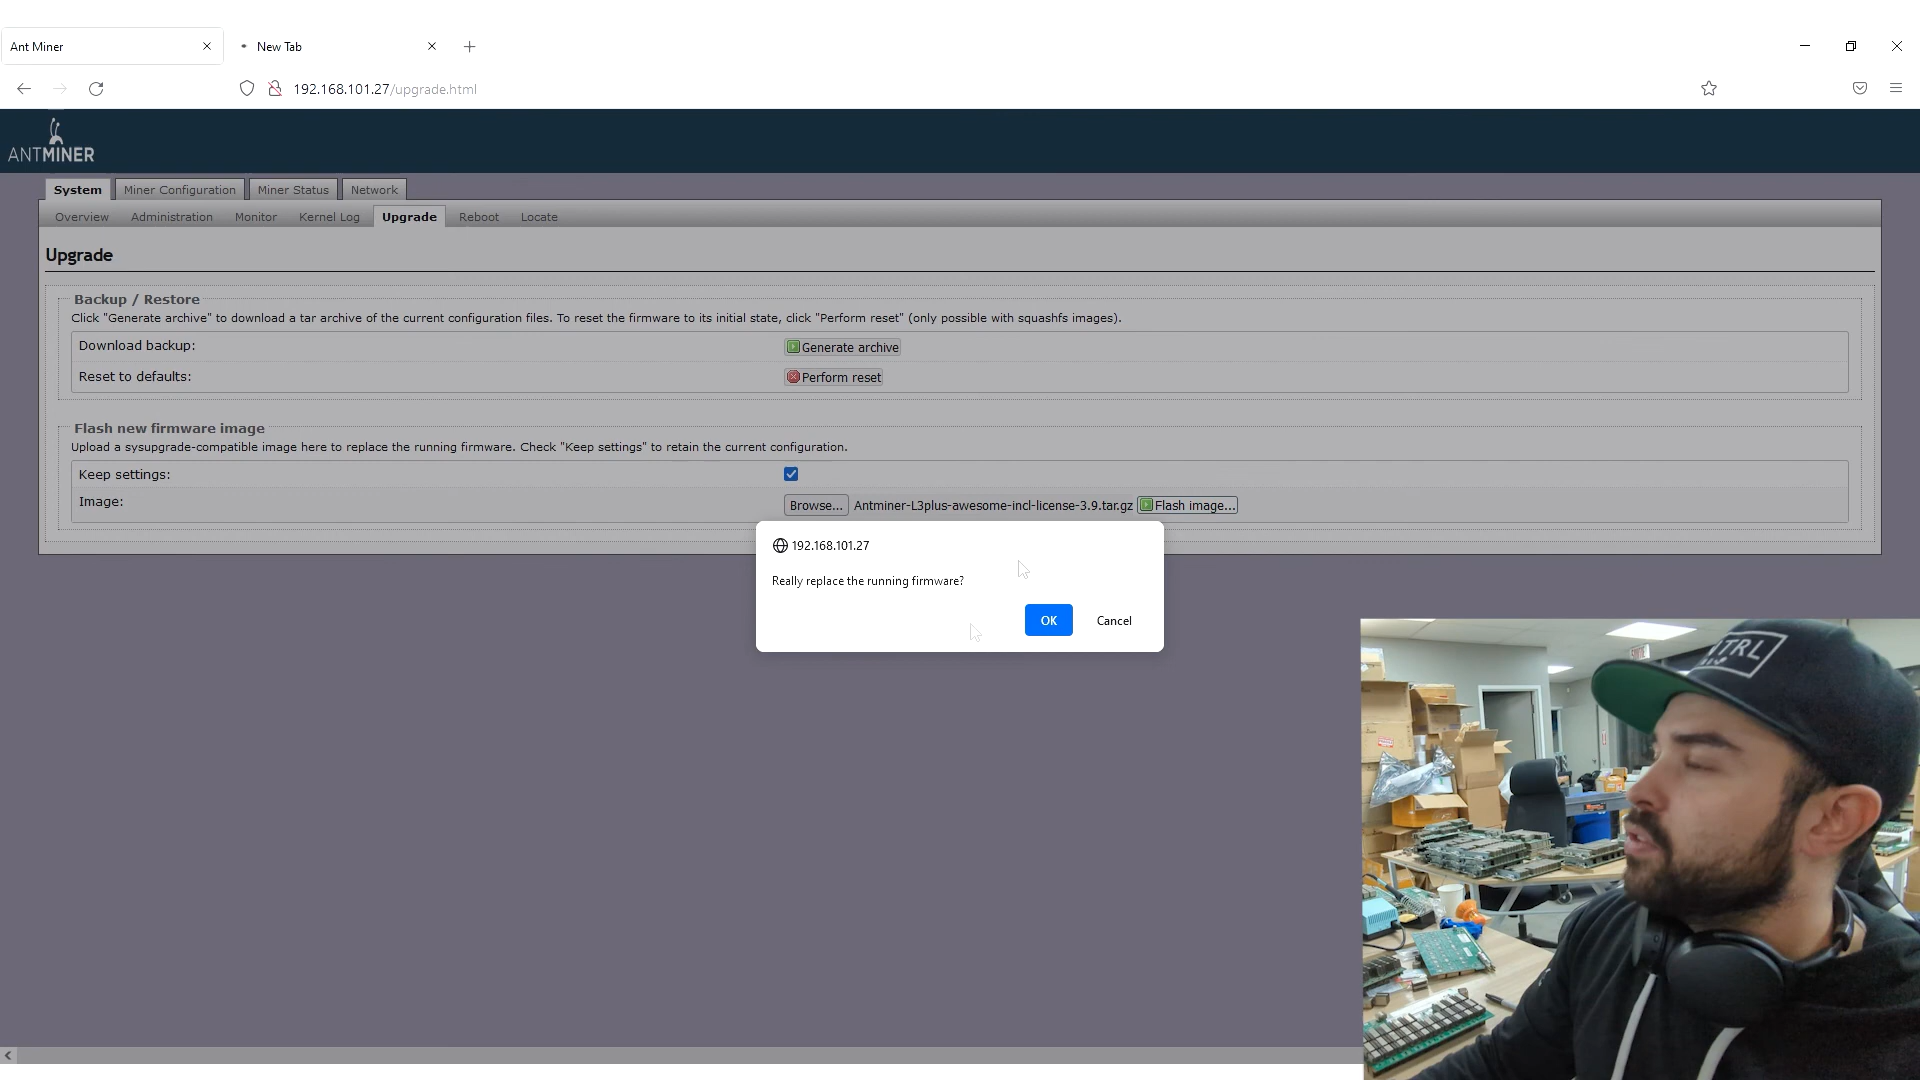 Ant Miner
New Tab
192.168.101.27/upgrade.html
ANTMINER
System Miner Configuration Miner Status Network
Overview Administration Monitor Kernel Log Upgrade Reboot Locate
Upgrade
Backup / Restore
Click "Generate archive" to download a tar archive of the current configuration files. To reset the firmware to its initial state, click "Perform reset" (only possible with squashfs images).
Download backup: Generate archive
Reset to defaults: Perform reset
Flash new firmware image
Upload a sysupgrade-compatible image here to replace the running firmware. Check "Keep settings" to retain the current configuration.
Keep settings:
Image: Browse... Antminer-L3plus-awesome-incl-license-3.9.tar.gz Flash image...
192.168.101.27
Really replace the running firmware?
OK Cancel